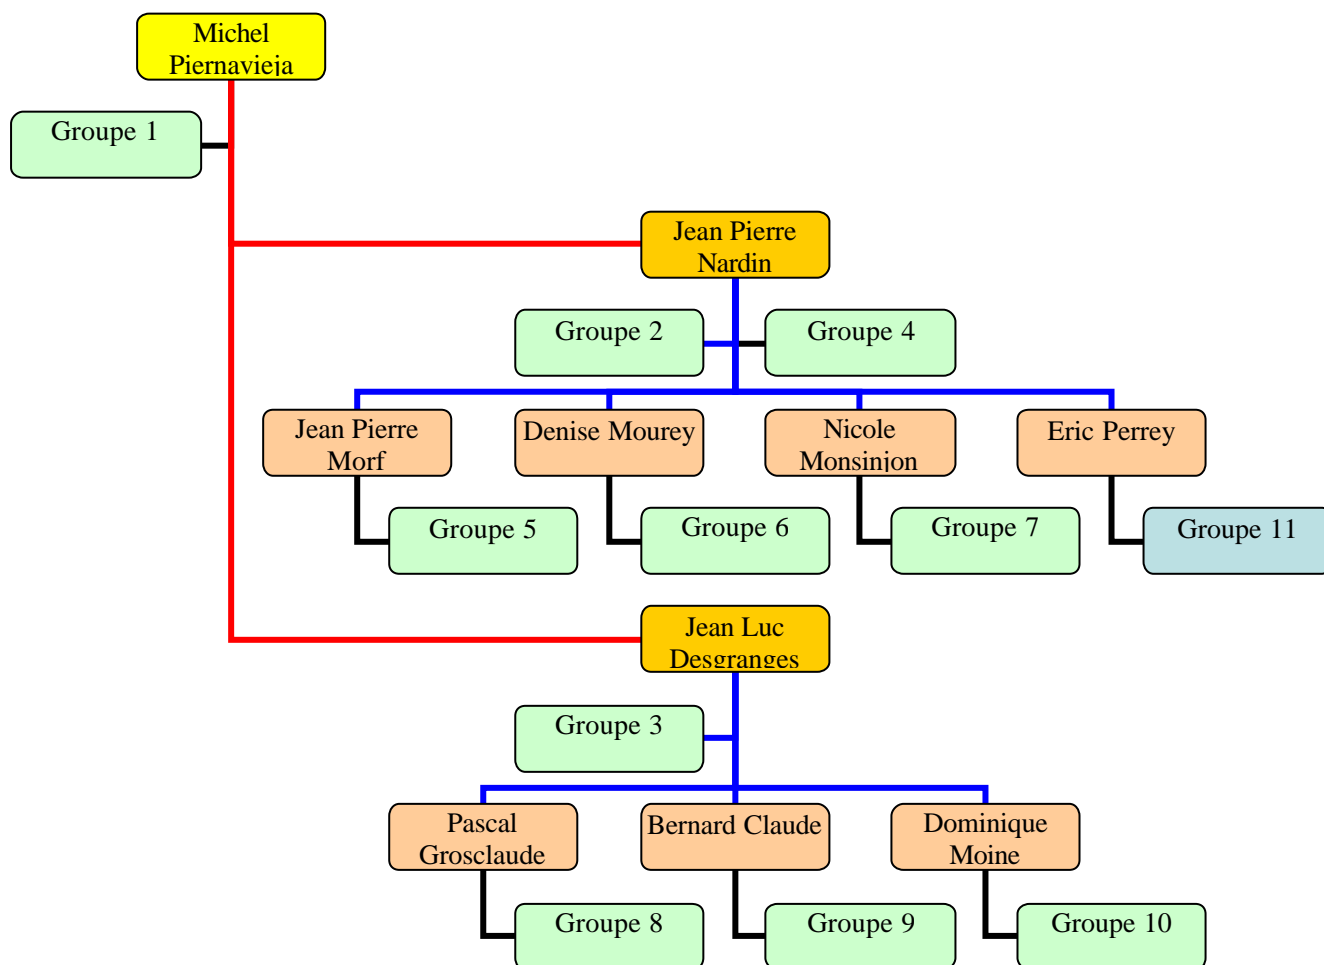 Michel
Piernavieja
Groupe 1
Jean Pierre
Nardin
Groupe 2
Groupe 4
Jean Pierre
Morf
Denise Mourey
Nicole
Monsinjon
Eric Perrey
Groupe 5
Groupe 6
Groupe 7
Groupe 11
Jean Luc
Desgranges
Groupe 3
Pascal
Grosclaude
Bernard Claude
Dominique
Moine
Groupe 8
Groupe 9
Groupe 10